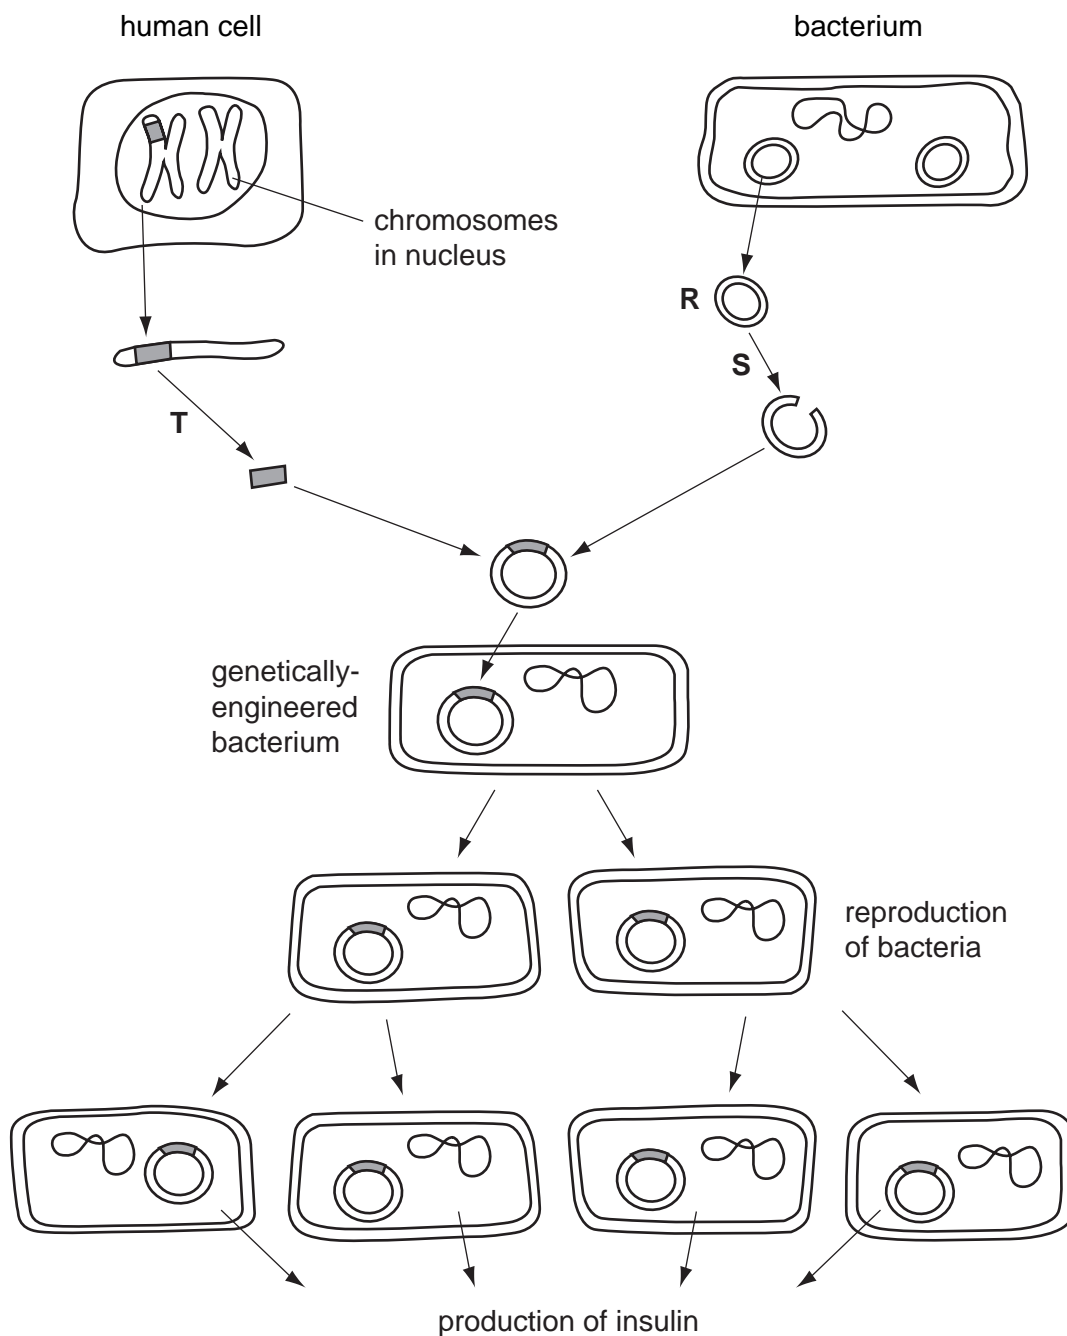 human cell
bacterium
chromosomes
in nucleus
R
S
T
genetically-
engineered
bacterium
reproduction
of bacteria
production of insulin